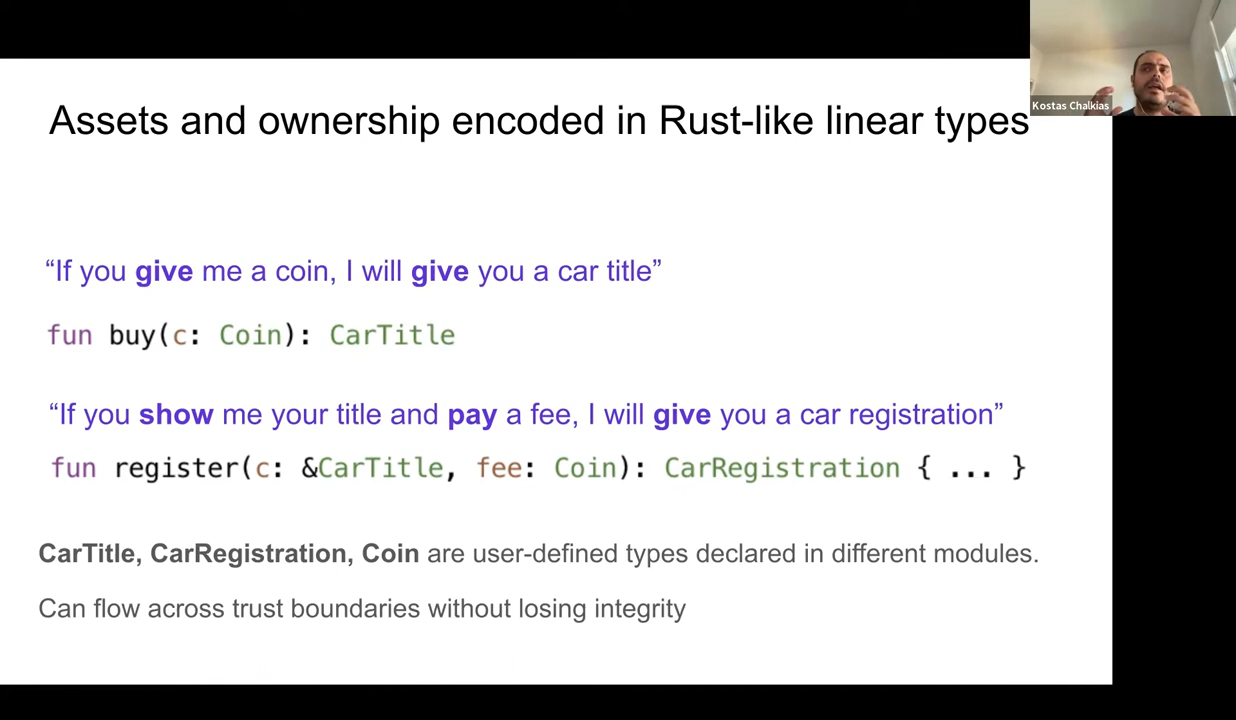 Kostas Chalkias
Assets and ownership encoded in Rust-like linear types
“If you give me a coin, I will give you a car title”
fun buy(c: Coin): CarTitle
“If you show me your title and pay a fee, I will give you a car registration”
fun register(c: &CarTitle, fee: Coin): CarRegistration { ... }
CarTitle, CarRegistration, Coin are user-defined types declared in different modules.
Can flow across trust boundaries without losing integrity